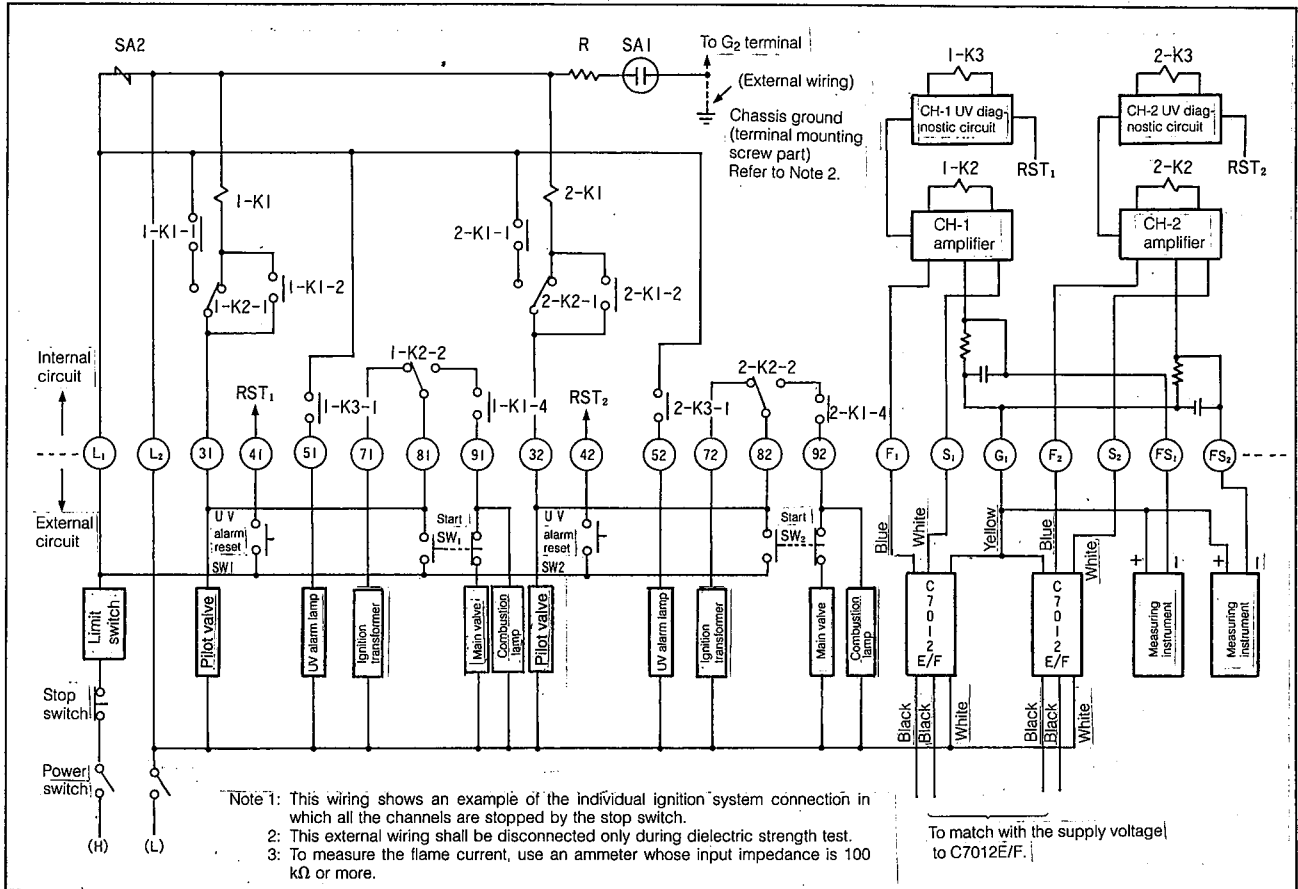 SA2
R
SA1
To G2 terminal
(External wiring)
Chassis ground
(terminal mounting
screw part)
Refer to Note 2.
1-K3
2-K3
CH-1 UV diag-
nostic circuit
CH-2 UV diag-
nostic circuit
RST1
RST2
1-K2
2-K2
CH-1
amplifier
CH-2
amplifier
1-K1
2-K1
1-K1-1
2-K1-1
1-K2-1
1-K1-2
2-K2-1
2-K1-2
Internal
circuit
RST1
1-K3-1
1-K2-2
1-K1-4
RST2
2-K3-1
2-K2-2
2-K1-4
L1
L2
31
41
51
71
81
91
32
42
52
72
82
92
F1
S1
G1
F2
S2
FS1
FS2
External
circuit
UV
alarm
reset
SW1
Start
SW1
UV
alarm
reset
SW2
Start
SW2
Blue
White
Yellow
Blue
White
+
-
+
-
Limit
switch
Pilot valve
UV alarm lamp
Ignition
transformer
Main valve
Combustion
lamp
Pilot valve
UV alarm lamp
Ignition
transformer
Main valve
Combustion
lamp
C7012
E/F
C7012
E/F
Measuring
instrument
Measuring
instrument
Stop
switch
Black
Black
White
Black
Black
White
Power
switch
(H)
(L)
Note 1: This wiring shows an example of the individual ignition system connection in
which all the channels are stopped by the stop switch.
2: This external wiring shall be disconnected only during dielectric strength test.
3: To measure the flame current, use an ammeter whose input impedance is 100
kΩ or more.
To match with the supply voltage
to C7012E/F.